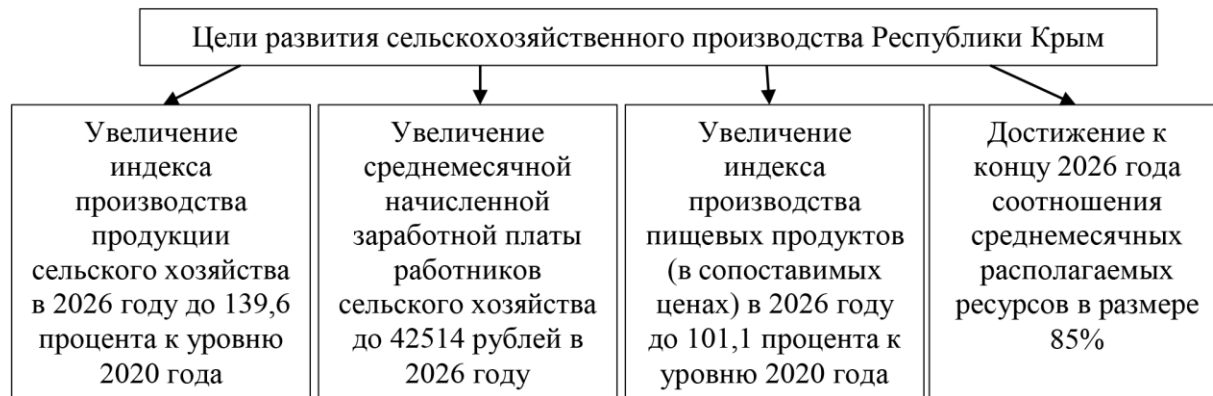 Цели развития сельскохозяйственного производства Республики Крым
Увеличение
индекса
производства
продукции
сельского хозяйства
в 2026 году до 139,6
процента к уровню
2020 года
Увеличение
среднемесячной
начисленной
заработной платы
работников
сельского хозяйства
до 42514 рублей в
2026 году
Увеличение
индекса
производства
пищевых продуктов
(в сопоставимых
ценах) в 2026 году
до 101,1 процента к
уровню 2020 года
Достижение к
концу 2026 года
соотношения
среднемесячных
располагаемых
ресурсов в размере
85%